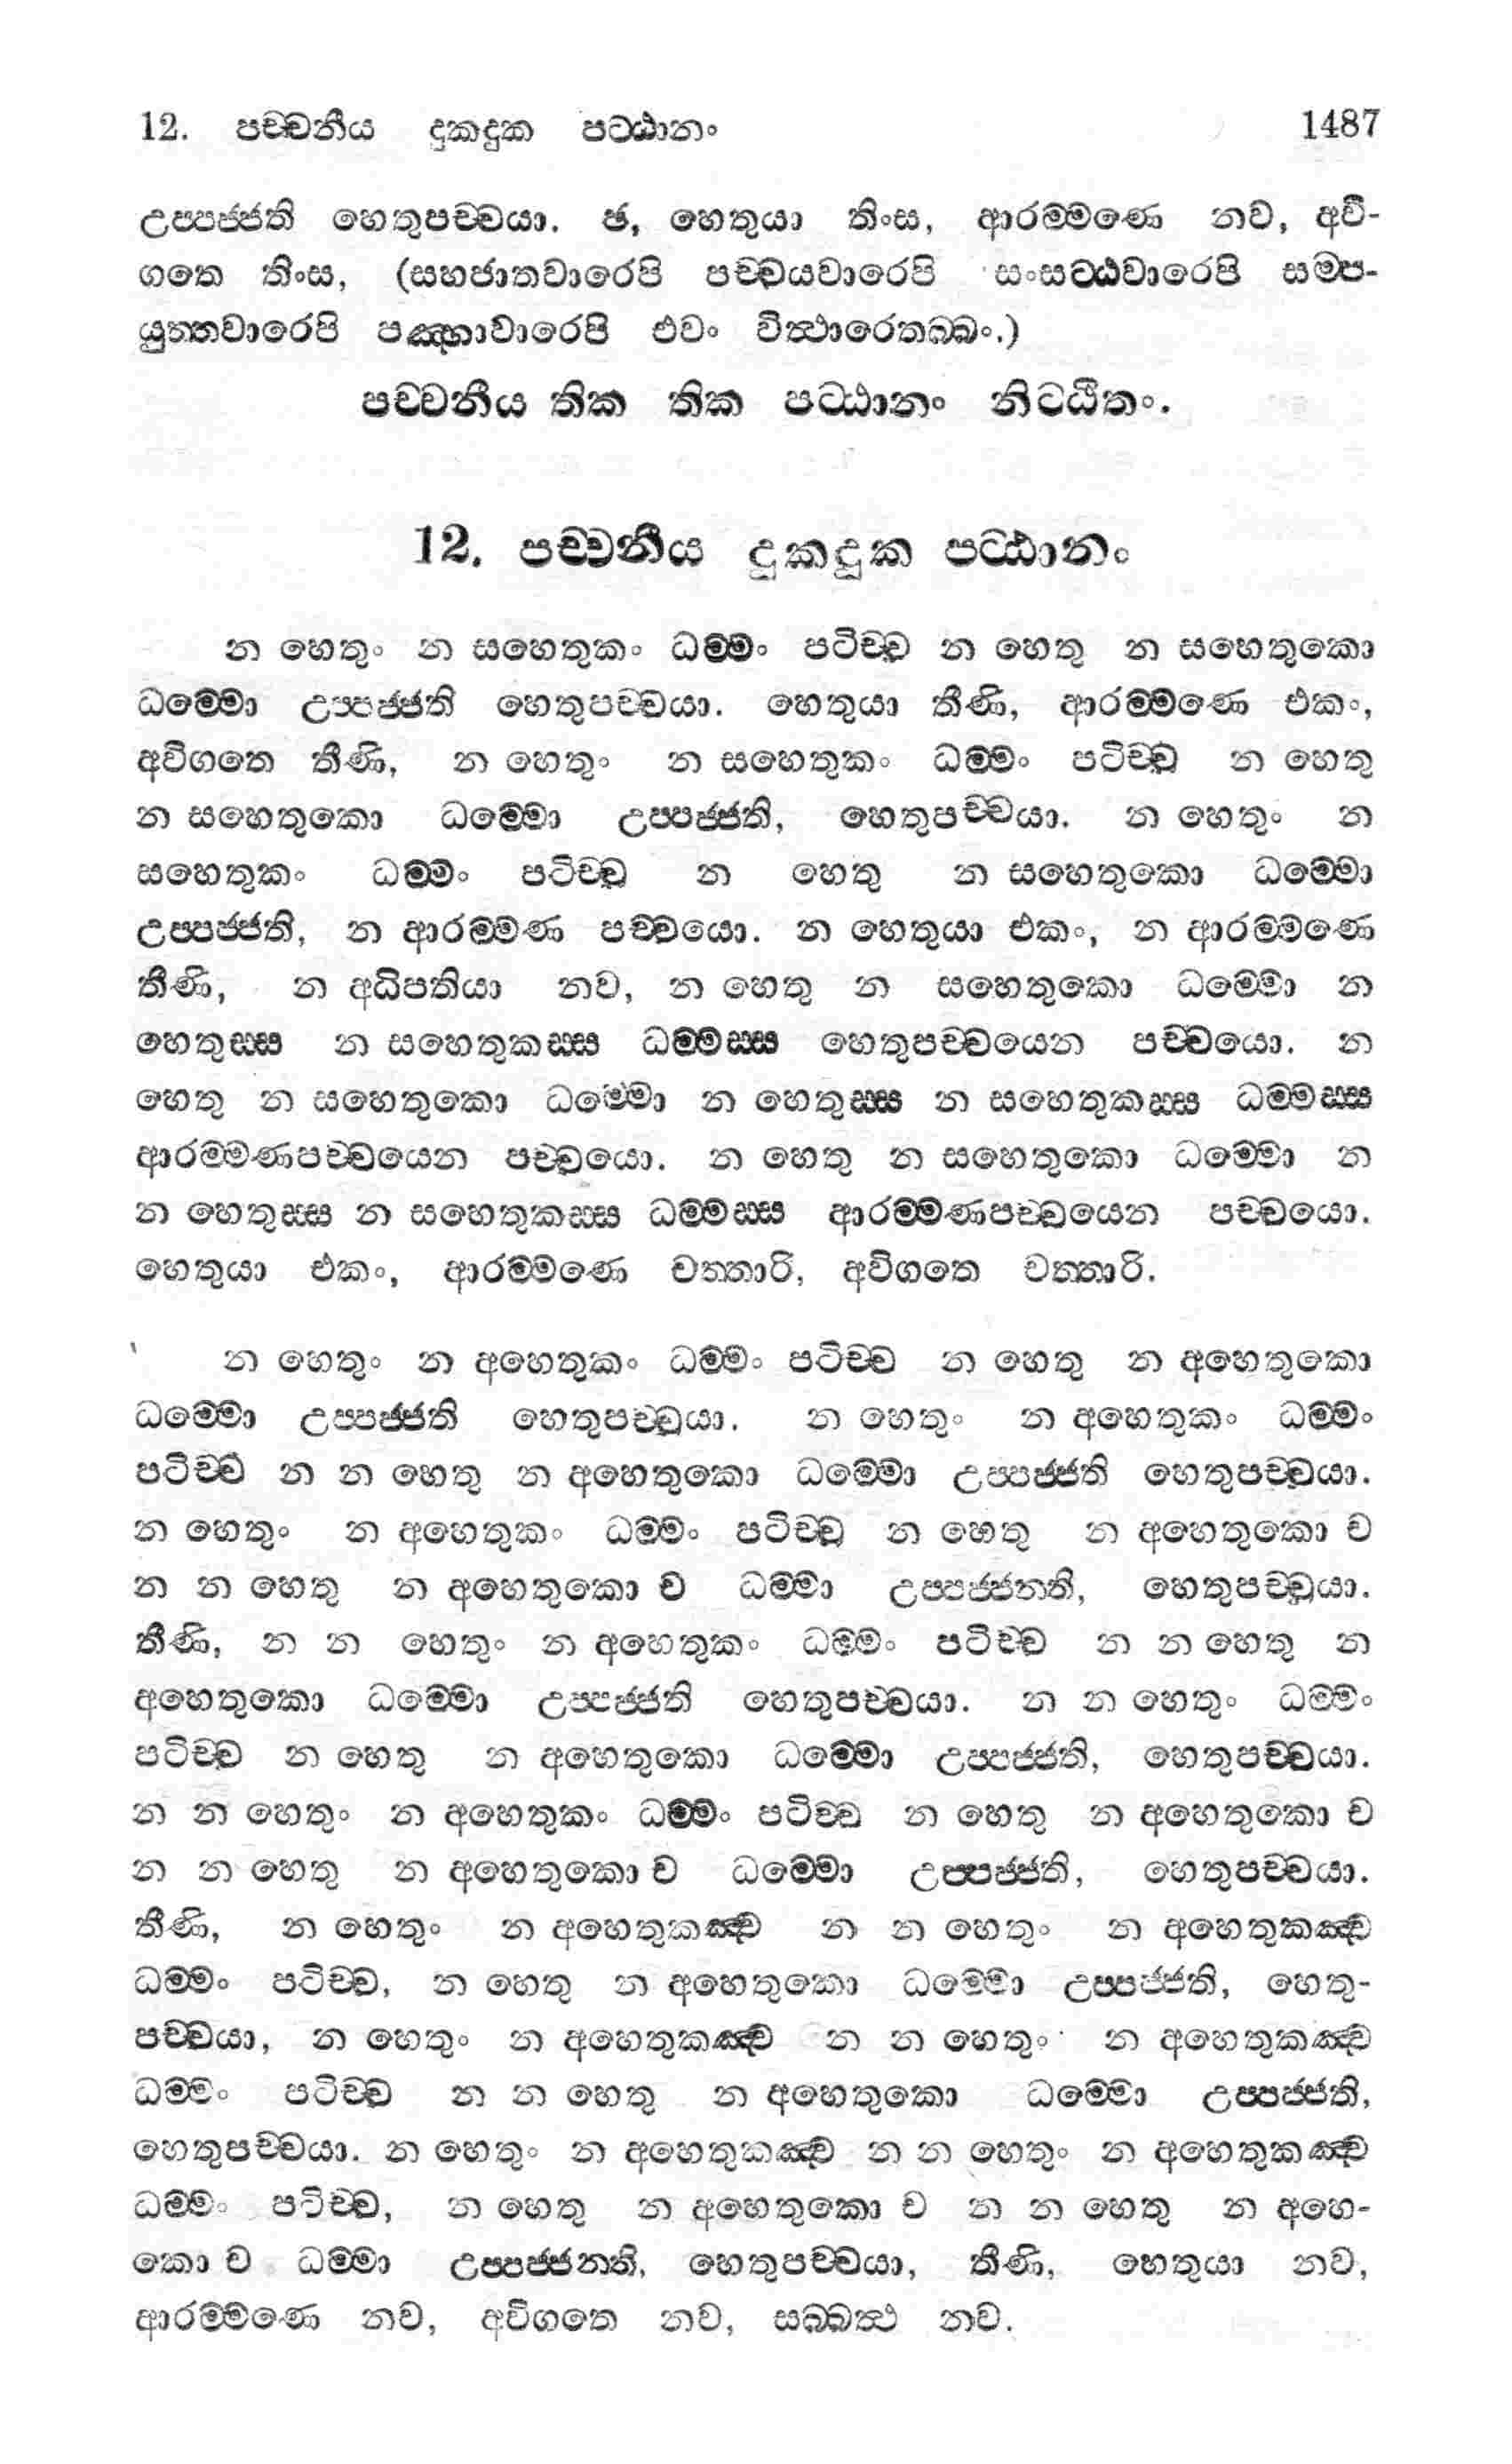 12. පච්චනීය දුකදුක පට්ඨානං 1487
උප්පජ්ජති හෙතුපච්චයා. ඡ, හෙතුයා තිංස, ආරම්මණෙ නව, අවි-
ගතෙ තිංස, (සහජාතවාරෙපි පච්චයවාරෙපි සංසට්ඨවාරෙපි සම්ප-
යුත්තවාරෙපි පඤ්හාවාරෙපි එවං විත්ථාරෙතබ්බං.)
පච්චනීය තික තික පට්ඨානං නිට්ඨීතං.
12. පච්චනීය දුකදුක පට්ඨානං
න හෙතුං න සහෙතුකං ධම්මං පටිච්ච න හෙතු න සහෙතුකො
ධම්මො උප්පජ්ජති හෙතුපච්චයා. හෙතුයා තීණි, ආරම්මණෙ එකං,
අවිගතෙ තීණි, න හෙතුං න සහෙතුකං ධම්මං පටිච්ච න හෙතු
න සහෙතුකො ධම්මො උප්පජ්ජති, හෙතුපච්චයා. න හෙතුං න
සහෙතුකං ධම්මං පටිච්ච න හෙතු න සහෙතුකො ධම්මො
උප්පජ්ජති, න ආරම්මණ පච්චයො. න හෙතුයා එකං, න ආරම්මණෙ
තීණි, න අධිපතියා නව, න හෙතු න සහෙතුකො ධම්මො න
හෙතුස්ස න සහෙතුකස්ස ධම්මස්ස හෙතුපච්චයෙන පච්චයො. න
හෙතු න සහෙතුකො ධම්මො න හෙතුස්ස න සහෙතුකස්ස ධම්මස්ස
ආරම්මණපච්චයෙන පච්චයො. න හෙතු න සහෙතුකො ධම්මො න
න හෙතුස්ස න සහෙතුකස්ස ධම්මස්ස ආරම්මණපච්චයෙන පච්චයො.
හෙතුයා එකං, ආරම්මණෙ චත්තාරි, අවිගතෙ චත්තාරි.
න හෙතුං න අහෙතුකං ධම්මං පටිච්ච න හෙතු න අහෙතුකො
ධම්මො උප්පජ්ජති හෙතුපච්චයා. න හෙතුං න අහෙතුකං ධම්මං
පටිච්ච න න හෙතු න අහෙතුකො ධම්මො උප්පජ්ජති හෙතුපච්චයා.
න හෙතුං න අහෙතුකං ධම්මං පටිච්ච න හෙතු න අහෙතුකො ච
න න හෙතු න අහෙතුකො ච ධම්මා උප්පජ්ජන්ති, හෙතුපච්චයා.
තීණි, න න හෙතුං න අහෙතුකං ධම්මං පටිච්ච න න හෙතු න
අහෙතුකො ධම්මො උප්පජ්ජති හෙතුපච්චයා. න න හෙතුං ධම්මං
පටිච්ච න හෙතු න අහෙතුකො ධම්මො උප්පජ්ජති, හෙතුපච්චයා.
න න හෙතුං න අහෙතුකං ධම්මං පටිච්ච න හෙතු න අහෙතුකො ච
න න හෙතු න අහෙතුකො ච ධම්මො උප්පජ්ජති, හෙතුපච්චයා.
තීණි, න හෙතුං න අහෙතුකඤ්ච න න හෙතුං න අහෙතුකඤ්ච
ධම්මං පටිච්ච, න හෙතු න අහෙතුකො ධම්මො උප්පජ්ජති, හෙතු-
පච්චයා, න හෙතුං න අහෙතුකඤ්ච න න හෙතුං න අහෙතුකඤ්ච
ධම්මං පටිච්ච න න හෙතු න අහෙතුකො ධම්මො උප්පජ්ජති,
හෙතුපච්චයා. න හෙතුං න අහෙතුකඤ්ච න න හෙතුං න අහෙතුකඤ්ච
ධම්මං පටිච්ච, න හෙතු න අහෙතුකො ච න න හෙතු න අහෙ-
කො ච ධම්මා උප්පජ්ජන්ති, හෙතුපච්චයා, තීණි, හෙතුයා නව,
ආරම්මණෙ නව, අවිගතෙ නව, සබ්බත්ථ නව.